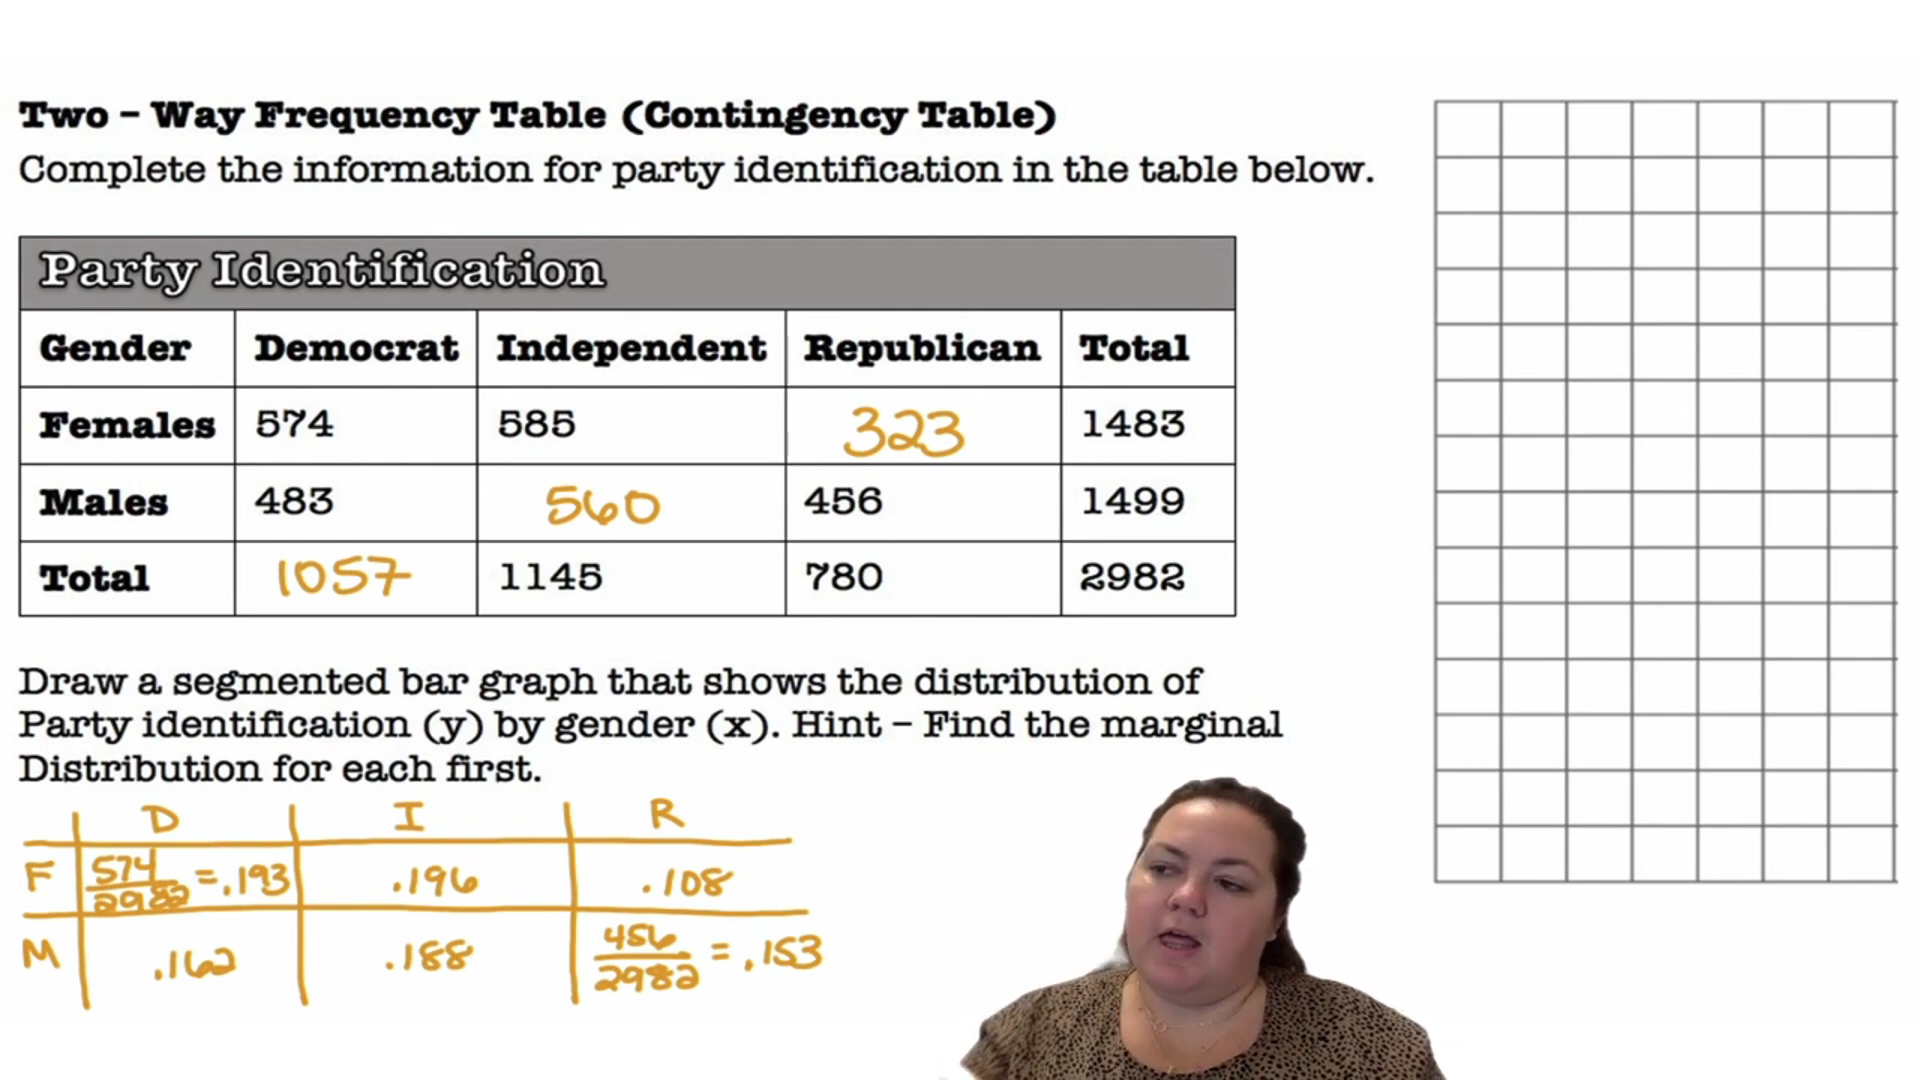 Two – Way Frequency Table (Contingency Table)
Complete the information for party identification in the table below.
Party Identification
Gender Democrat Independent Republican Total
Females 574 585 323 1483
Males 483 560 456 1499
Total 1057 1145 780 2982
Draw a segmented bar graph that shows the distribution of
Party identification (y) by gender (x). Hint – Find the marginal
Distribution for each first.
D I R
F 574/2982 = .193 .196 .108
M .162 .188 456/2982 = .153